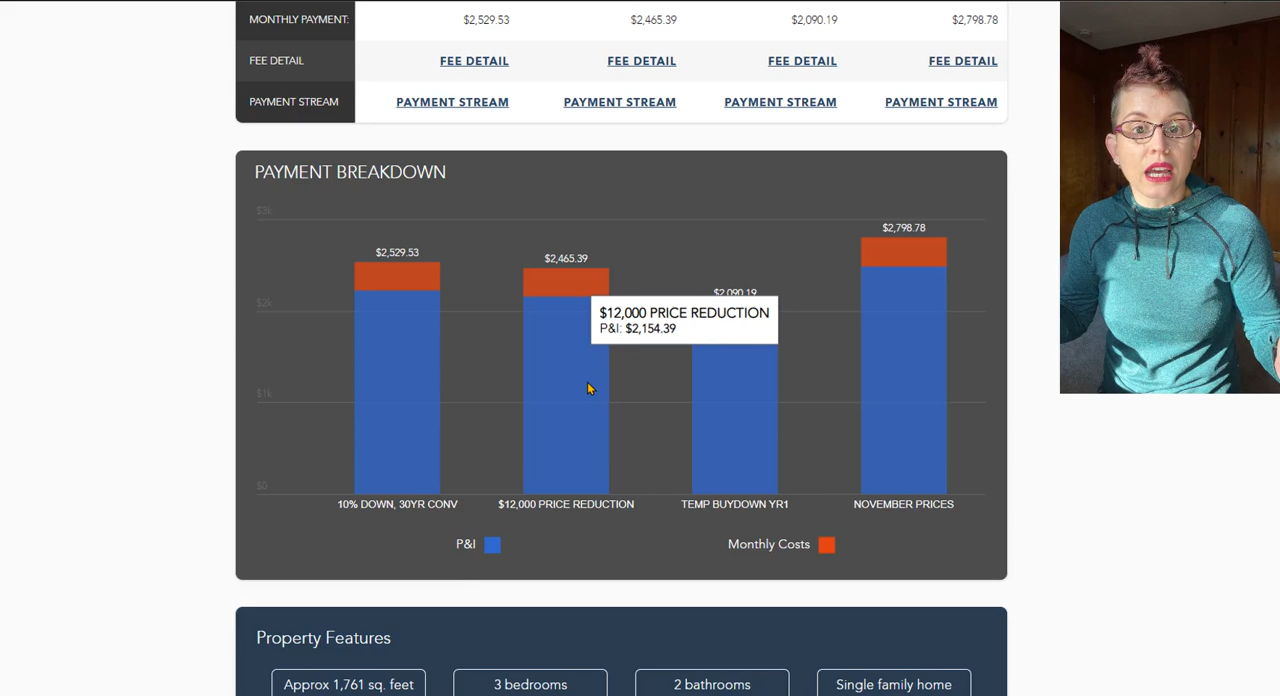 MONTHLY PAYMENT: $2,529.53 $2,465.39 $2,090.19 $2,798.78
FEE DETAIL FEE DETAIL FEE DETAIL FEE DETAIL FEE DETAIL
PAYMENT STREAM PAYMENT STREAM PAYMENT STREAM PAYMENT STREAM PAYMENT STREAM
PAYMENT BREAKDOWN
$3k
$2,798.78
$2,529.53
$2,465.39
$2,090.19
$2k
$12,000 PRICE REDUCTION
P&I: $2,154.39
$1k
$0
10% DOWN, 30YR CONV $12,000 PRICE REDUCTION TEMP BUYDOWN YR1 NOVEMBER PRICES
P&I Monthly Costs
Property Features
Approx 1,761 sq. feet 3 bedrooms 2 bathrooms Single family home